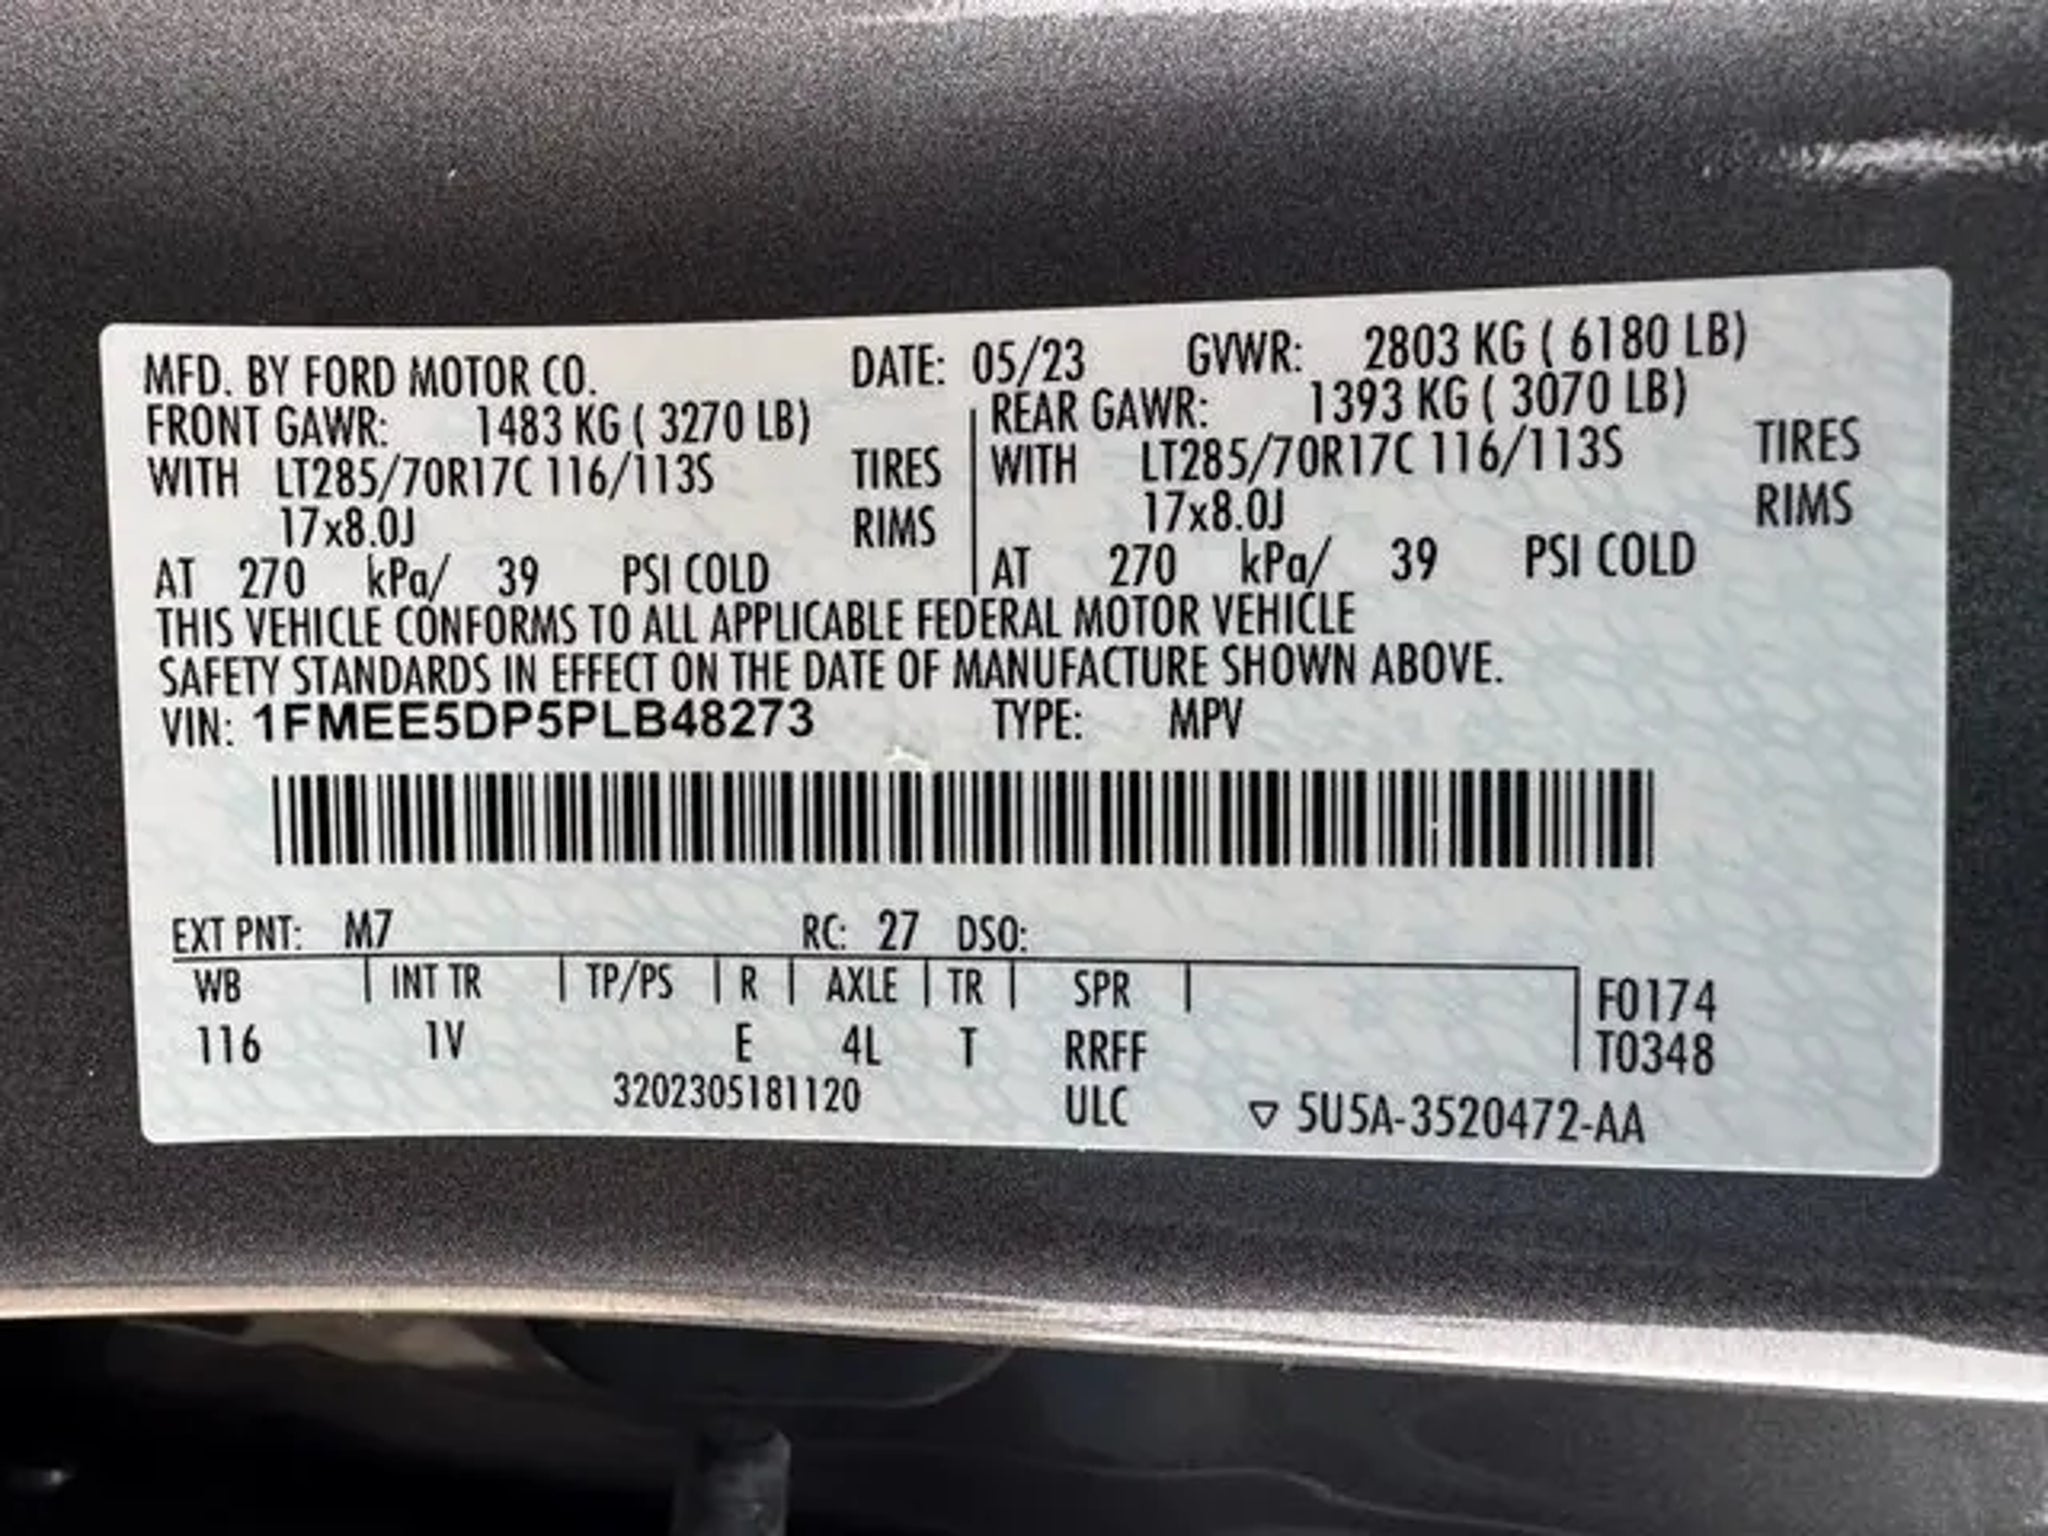 MFD. BY FORD MOTOR CO. DATE: 05/23 GVWR: 2803 KG ( 6180 LB)
FRONT GAWR: 1483 KG ( 3270 LB) REAR GAWR: 1393 KG ( 3070 LB)
WITH LT285/70R17C 116/113S TIRES WITH LT285/70R17C 116/113S TIRES
17x8.0J RIMS 17x8.0J RIMS
AT 270 kPa/ 39 PSI COLD AT 270 kPa/ 39 PSI COLD
THIS VEHICLE CONFORMS TO ALL APPLICABLE FEDERAL MOTOR VEHICLE
SAFETY STANDARDS IN EFFECT ON THE DATE OF MANUFACTURE SHOWN ABOVE.
VIN: 1FMEE5DP5PLB48273 TYPE: MPV
EXT PNT: M7 RC: 27 DSO:
WB INT TR TP/PS R AXLE TR SPR F0174
116 1V E 4L T RRFF T0348
3202305181120 ULC ▽ 5U5A-3520472-AA